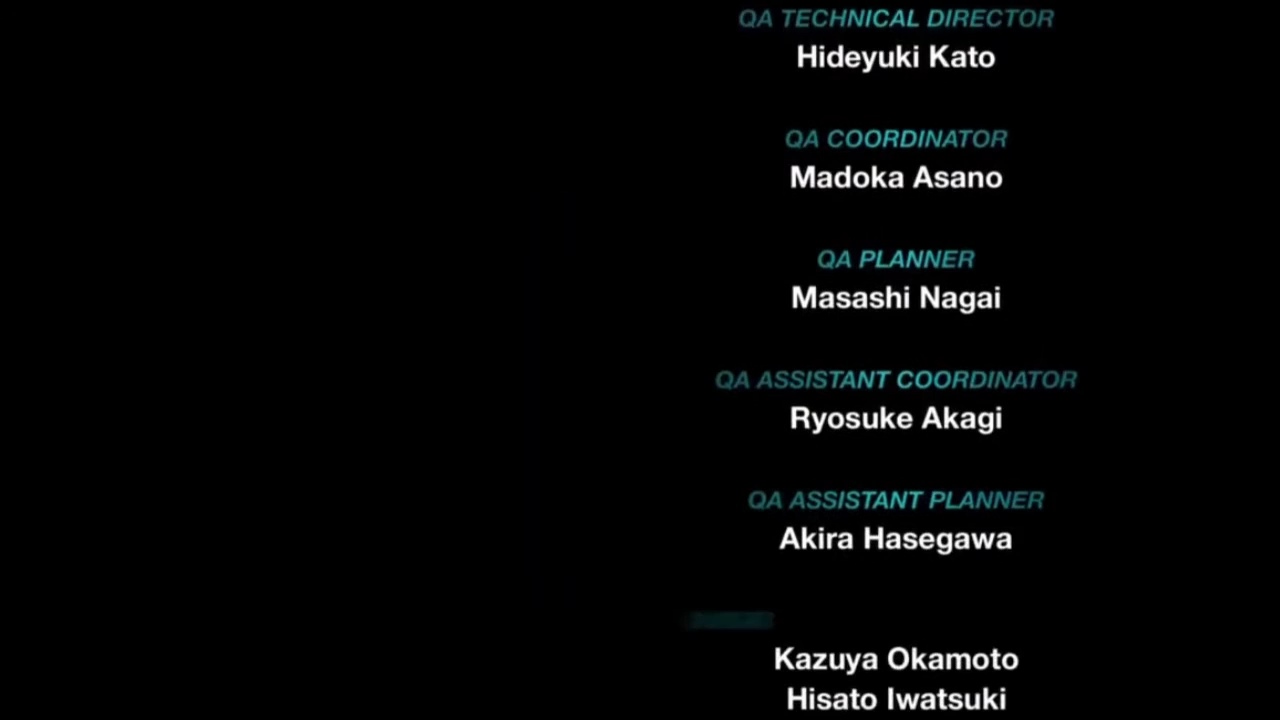 QA TECHNICAL DIRECTOR
Hideyuki Kato
QA COORDINATOR
Madoka Asano
QA PLANNER
Masashi Nagai
QA ASSISTANT COORDINATOR
Ryosuke Akagi
QA ASSISTANT PLANNER
Akira Hasegawa
Kazuya Okamoto
Hisato Iwatsuki